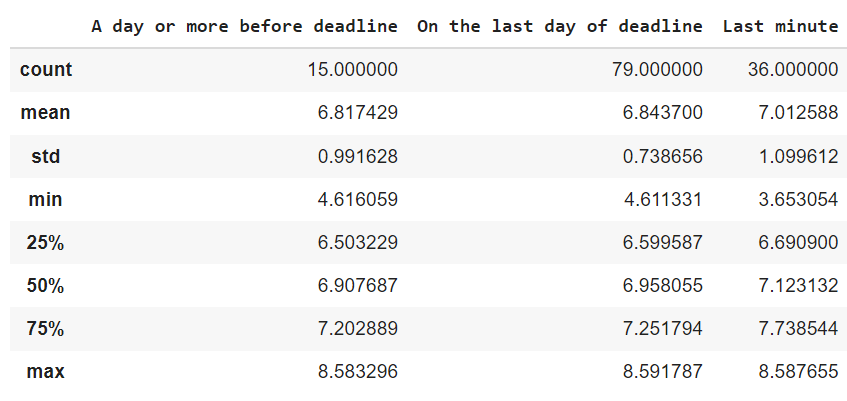 A day or more before deadline On the last day of deadline Last minute
count 15.000000 79.000000 36.000000
mean 6.817429 6.843700 7.012588
std 0.991628 0.738656 1.099612
min 4.616059 4.611331 3.653054
25% 6.503229 6.599587 6.690900
50% 6.907687 6.958055 7.123132
75% 7.202889 7.251794 7.738544
max 8.583296 8.591787 8.587655